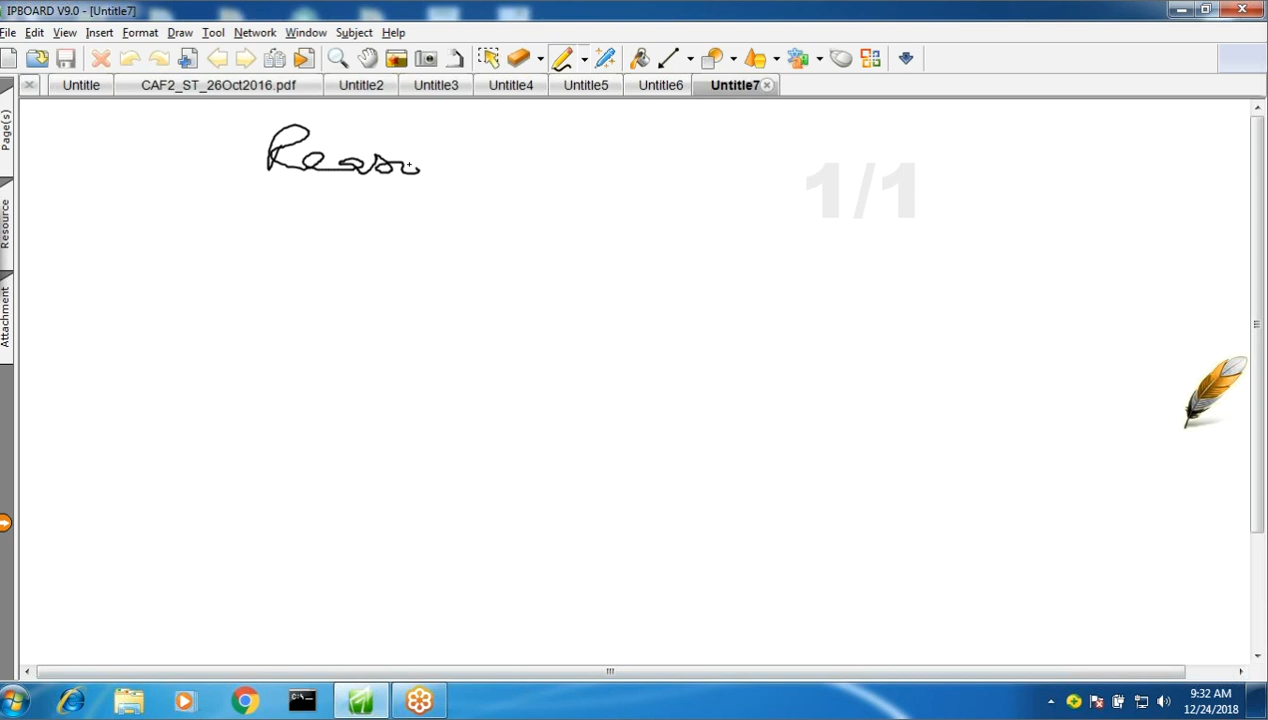 IPBOARD V9.0 - [Untitle7]
File Edit View Insert Format Draw Tool Network Window Subject Help
Untitle CAF2_ST_26Oct2016.pdf Untitle2 Untitle3 Untitle4 Untitle5 Untitle6 Untitle7
Page(s)
Resource
Attachment
Reaso
1/1
9:32 AM
12/24/2018